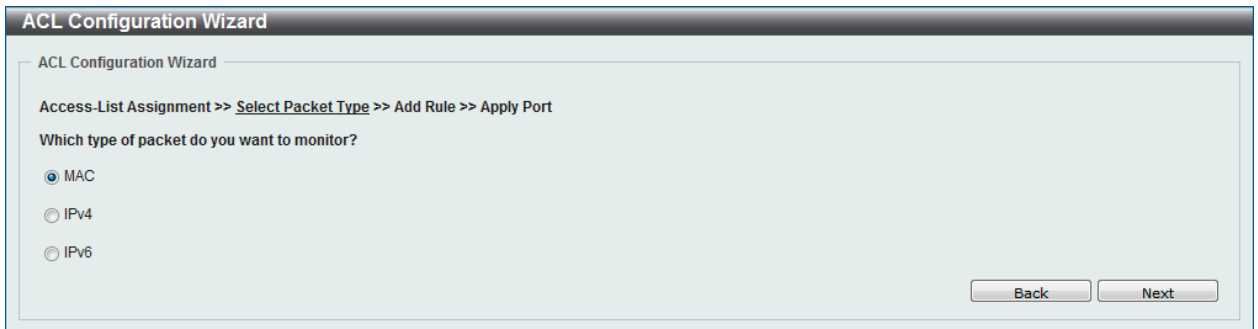 ACL Configuration Wizard
ACL Configuration Wizard
Access-List Assignment >> Select Packet Type >> Add Rule >> Apply Port
Which type of packet do you want to monitor?
MAC
IPv4
IPv6
Back Next